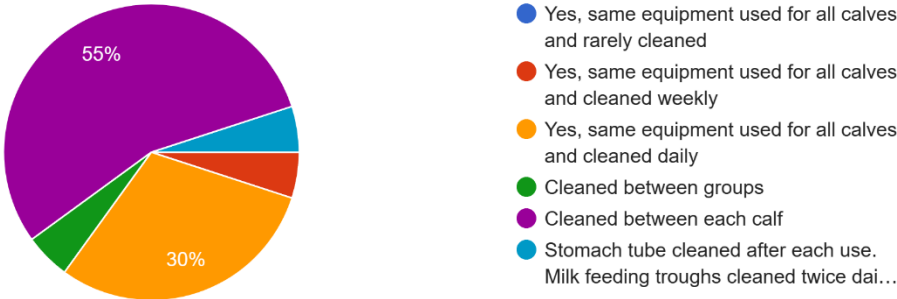 55%
30%
Yes, same equipment used for all calves
and rarely cleaned
Yes, same equipment used for all calves
and cleaned weekly
Yes, same equipment used for all calves
and cleaned daily
Cleaned between groups
Cleaned between each calf
Stomach tube cleaned after each use.
Milk feeding troughs cleaned twice dai…